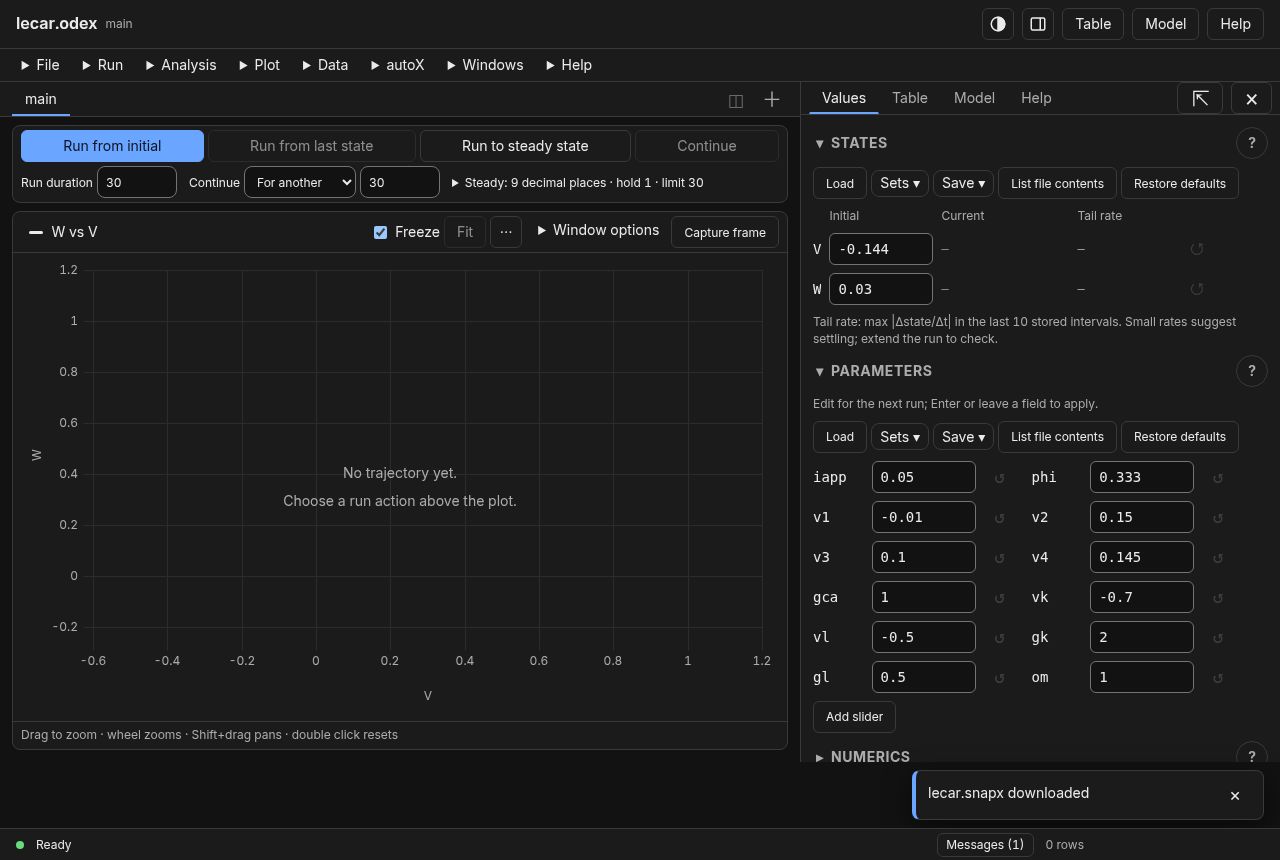 lecar.odex main Table Model Help
File Run Analysis Plot Data autoX Windows Help
main
Values Table Model Help
Run from initial Run from last state Run to steady state Continue
Run duration 30 Continue For another 30 Steady: 9 decimal places · hold 1 · limit 30
W vs V Freeze Fit ... Window options Capture frame
1.2
1
0.8
0.6
0.4
0.2
0
-0.2
W
No trajectory yet.
Choose a run action above the plot.
-0.6 -0.4 -0.2 0 0.2 0.4 0.6 0.8 1 1.2
V
Drag to zoom · wheel zooms · Shift+drag pans · double click resets
STATES ?
Load Sets Save List file contents Restore defaults
Initial Current Tail rate
V -0.144 – –
W 0.03 – –
Tail rate: max |Δstate/Δt| in the last 10 stored intervals. Small rates suggest
settling; extend the run to check.
PARAMETERS ?
Edit for the next run; Enter or leave a field to apply.
Load Sets Save List file contents Restore defaults
iapp 0.05 phi 0.333
v1 -0.01 v2 0.15
v3 0.1 v4 0.145
gca 1 vk -0.7
vl -0.5 gk 2
gl 0.5 om 1
Add slider
NUMERICS ?
lecar.snapx downloaded
Ready Messages (1) 0 rows